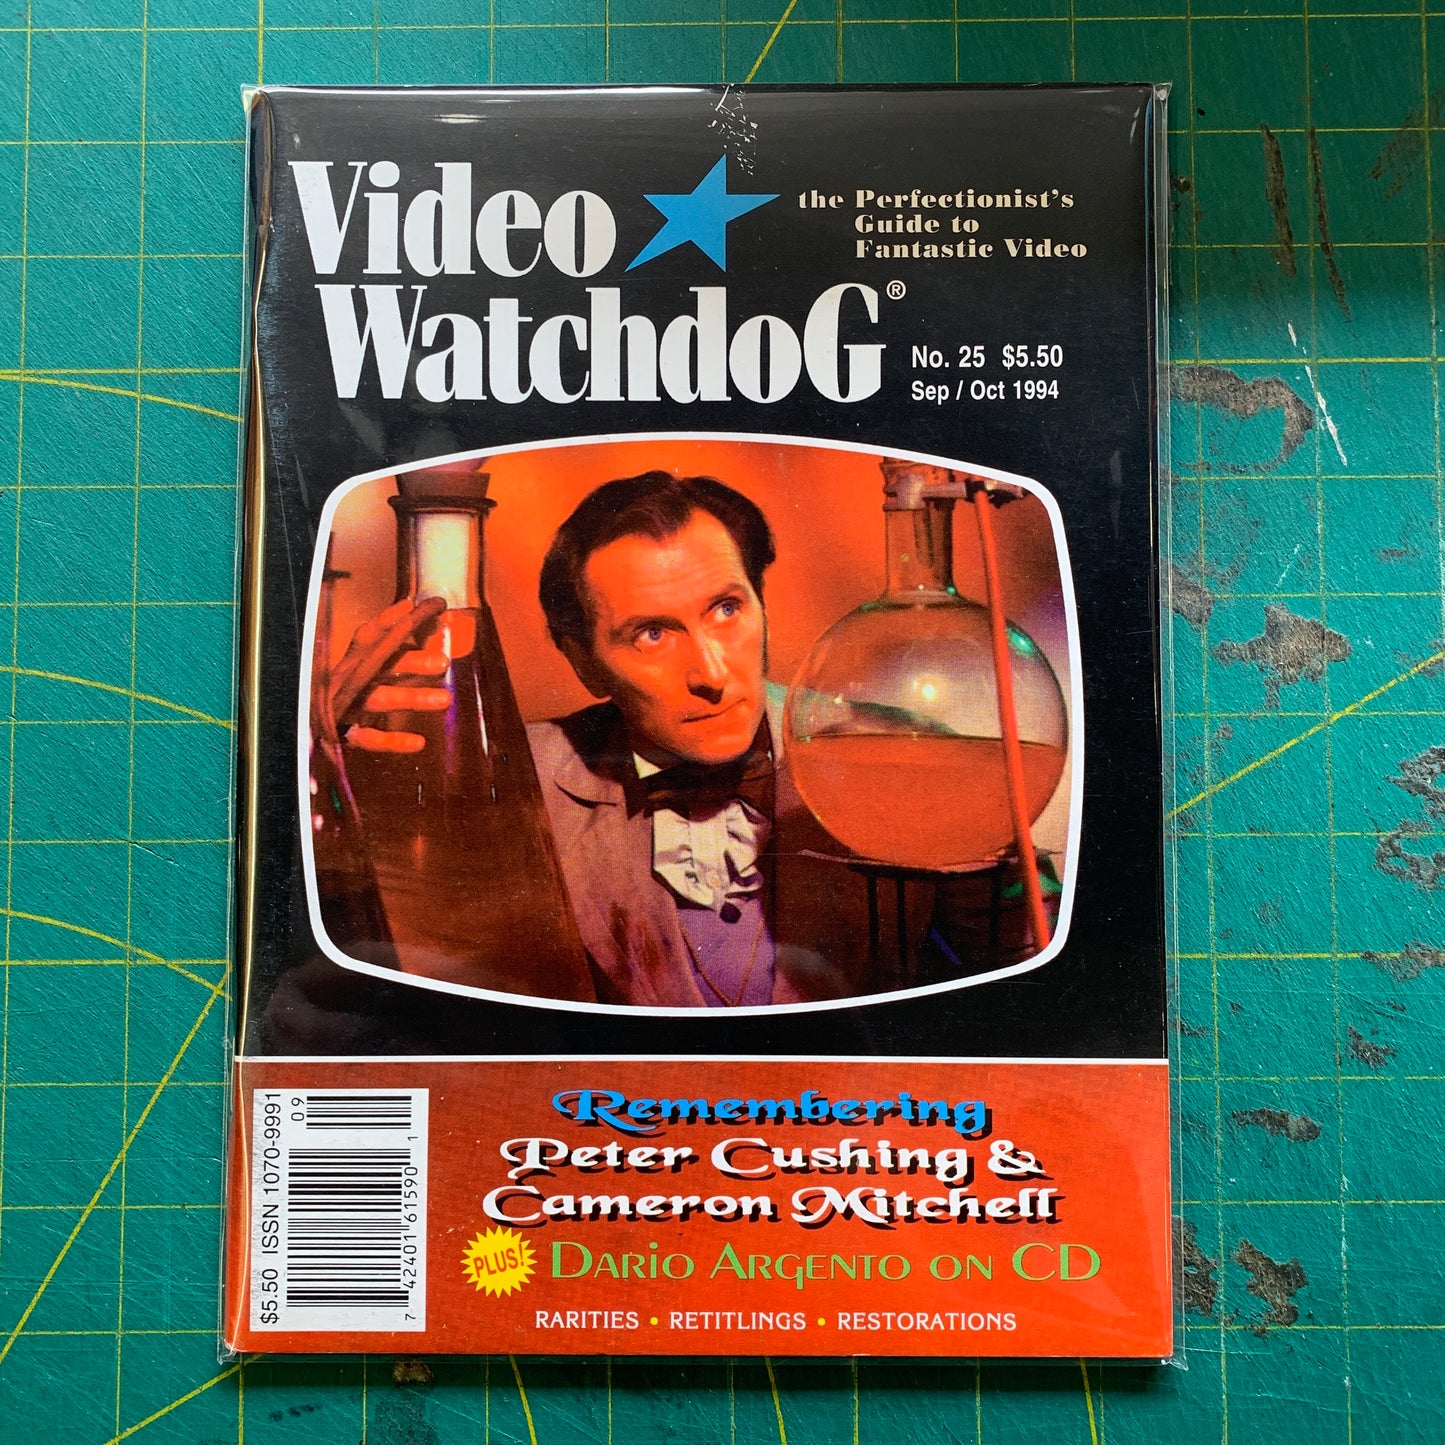 Video
WatchdoG®
the Perfectionist's
Guide to
Fantastic Video
No. 25 $5.50
Sep / Oct 1994
Remembering
Peter Cushing &
Cameron Mitchell
PLUS!
DARiO ARGENTO ON CD
RARITIES • RETITLINGS • RESTORATIONS
$5.50 ISSN 1070-9991
09
7 42401 61590 1